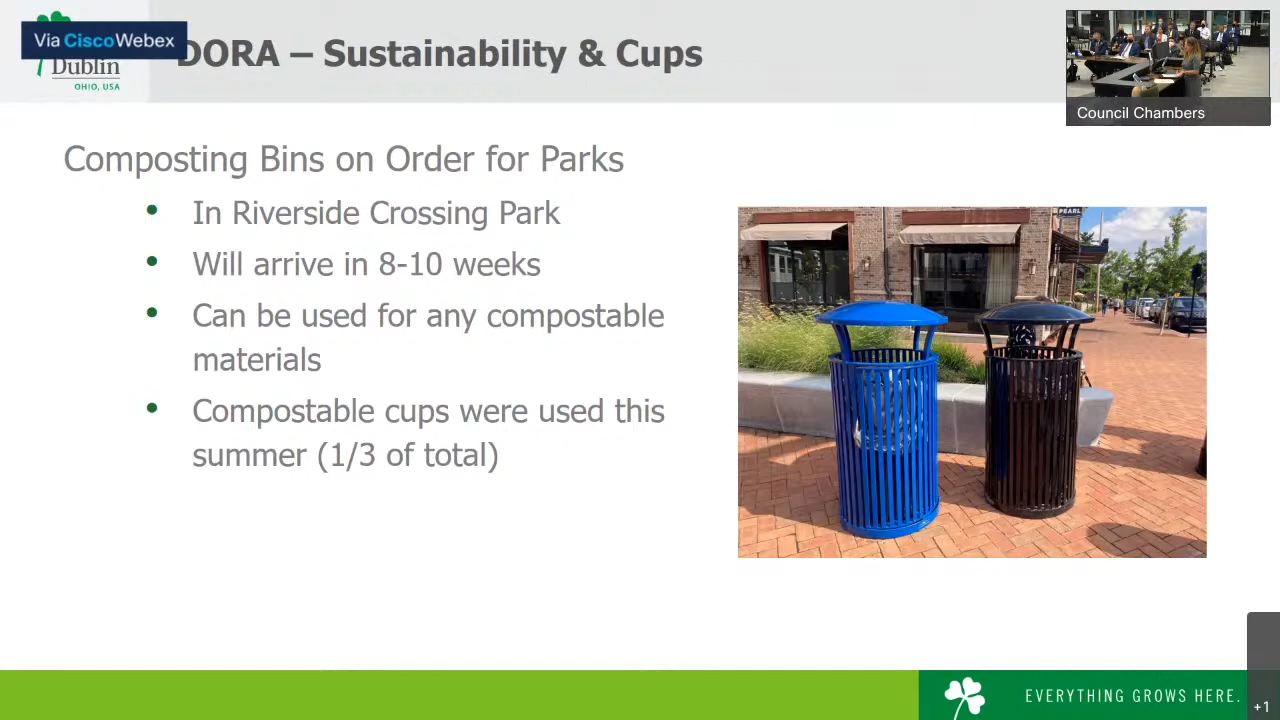 Via CiscoWebex
Dublin
OHIO, USA
DORA – Sustainability & Cups
Council Chambers
Composting Bins on Order for Parks
• In Riverside Crossing Park
• Will arrive in 8-10 weeks
• Can be used for any compostable
materials
• Compostable cups were used this
summer (1/3 of total)
PEARL
EVERYTHING GROWS HERE.
+1